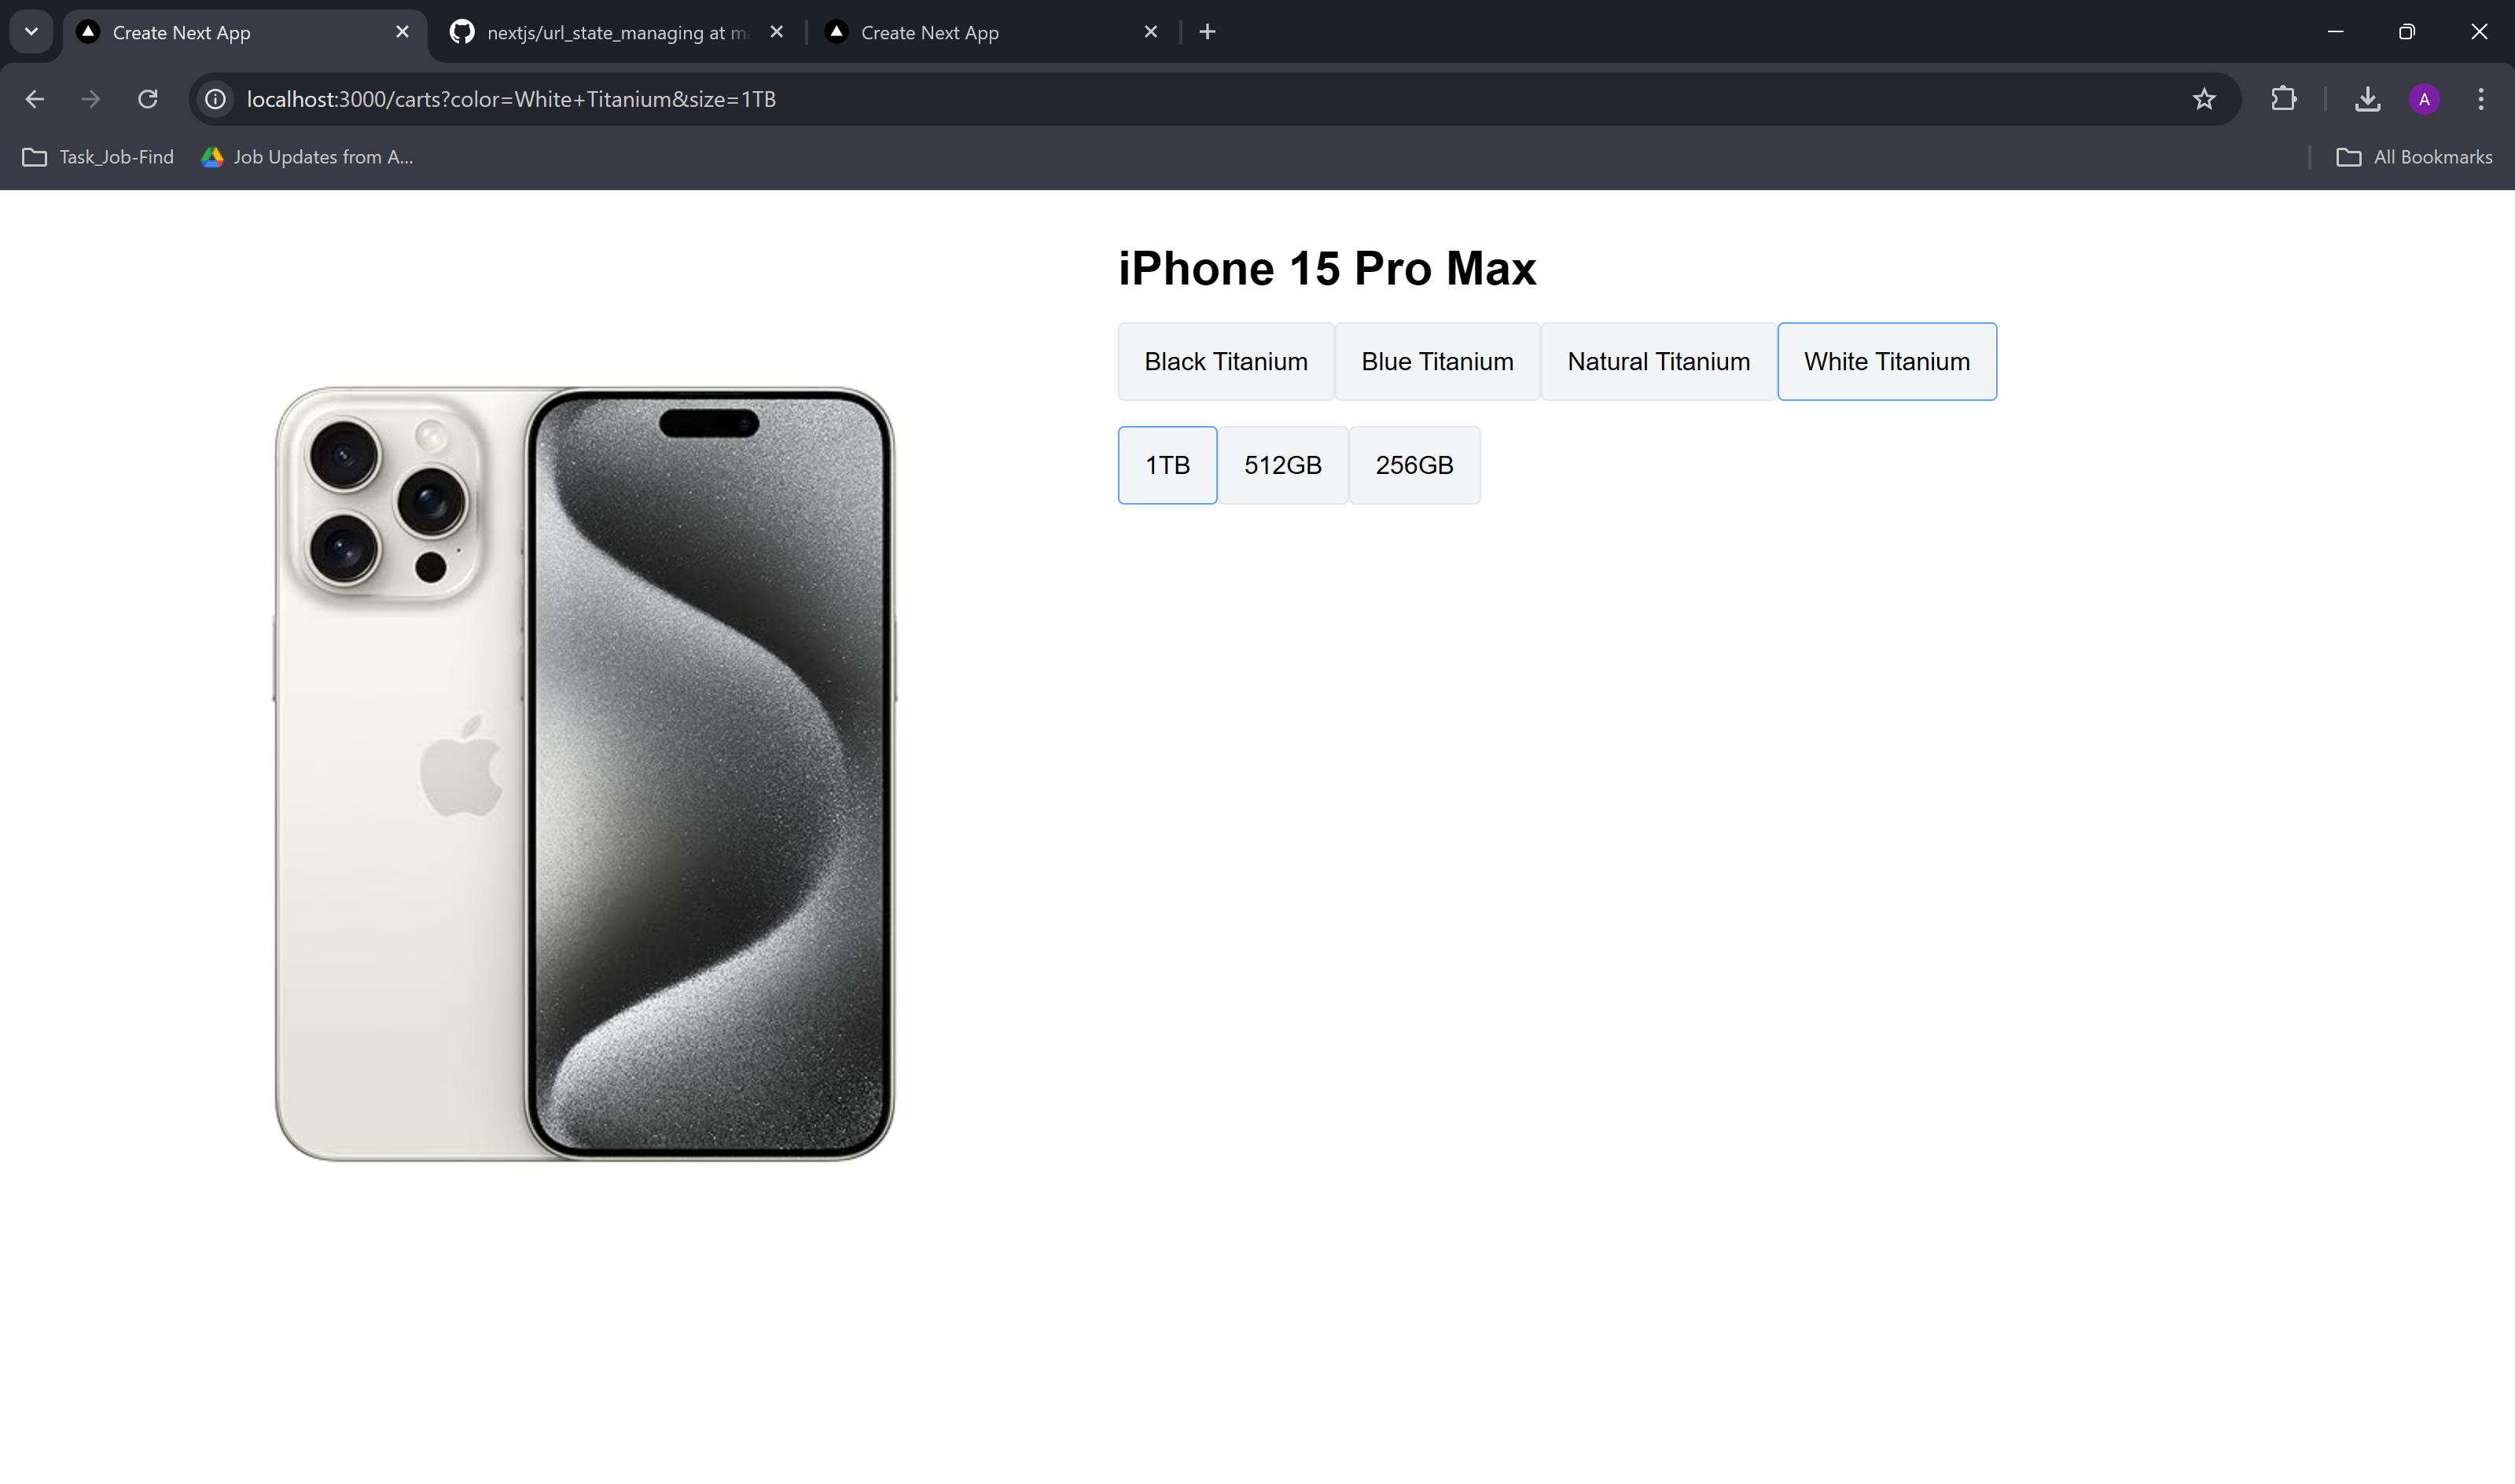 Create Next App
nextjs/url_state_managing at
Create Next App
localhost:3000/carts?color=White+Titanium&size=1TB
A
Task_Job-Find
Job Updates from A...
All Bookmarks
iPhone 15 Pro Max
Black Titanium Blue Titanium Natural Titanium White Titanium
1TB 512GB 256GB